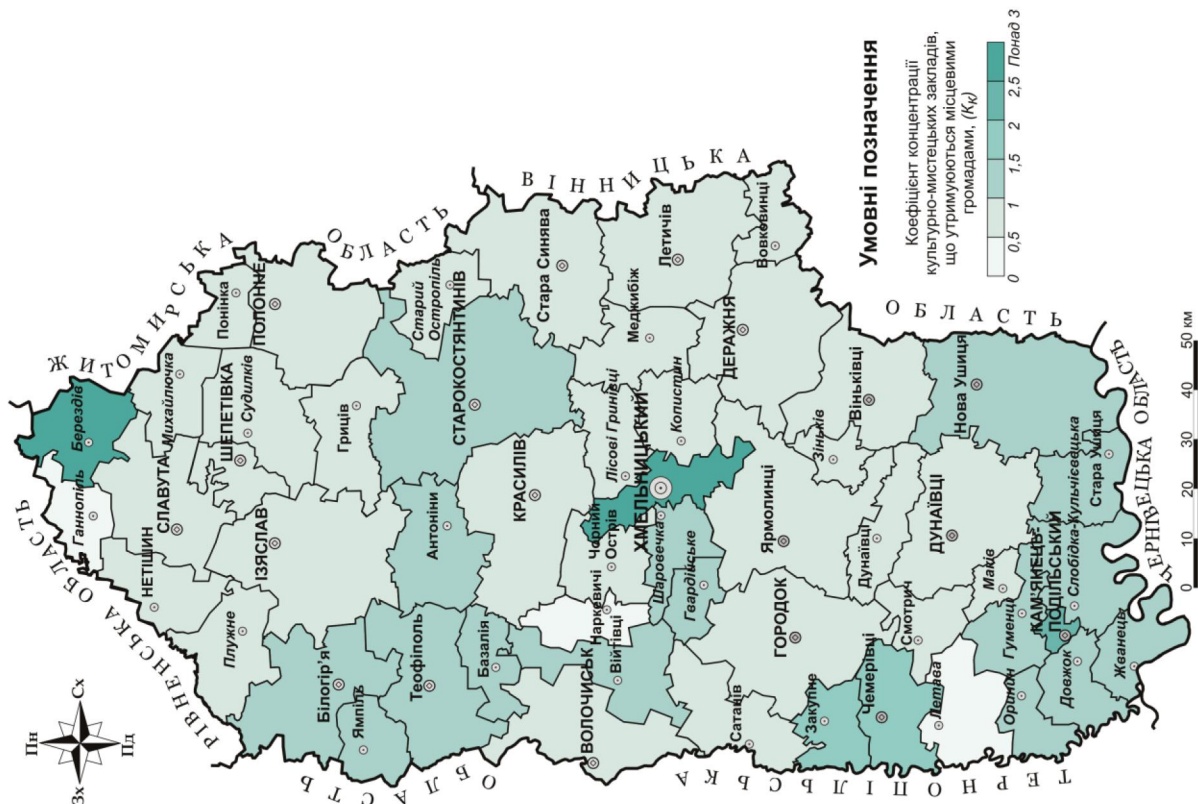 Пн
Сх
Пд
Зх
РІВНЕНСЬКА ОБЛАСТЬ
ЖИТОМИРСЬКА
ОБЛАСТЬ
ВІННИЦЬКА
ОБЛАСТЬ
ЧЕРНІВЕЦЬКА ОБЛАСТЬ
ТЕРНОПІЛЬСЬКА
ОБЛАСТЬ
Берездів
Ганнопіль
НЕТІШИН
СЛАВУТА
Михайлючка
Понінка
ПОЛОННЕ
ШЕПЕТІВКА
Судилків
Плужне
ІЗЯСЛАВ
Гриців
Білогір'я
Ямпіль
Теофіполь
Антоніни
СТАРОКОСТЯНТИНІВ
Старий
Остропіль
Базалія
КРАСИЛІВ
Стара Синява
ВОЛОЧИСЬК
Наркевичі
Війтівці
Чорний
Острів
Лісові Гринівці
ХМЕЛЬНИЦЬКИЙ
Шаровечка
Гвардійське
Копистин
Меджибіж
Летичів
Вовковинці
ДЕРАЖНЯ
Сатанів
ГОРОДОК
Ярмолинці
Зіньків
Віньківці
Закупне
Чемерівці
Смотрич
Дунаївці
ДУНАЇВЦІ
Нова Ушиця
Летава
Маків
Гуменці
Оринин
КАМ'ЯНЕЦЬ-
ПОДІЛЬСЬКИЙ
Слобідка-Кульчієвецька
Стара Ушиця
Довжок
Жванець
Умовні позначення
Коефіцієнт концентрації
культурно-мистецьких закладів,
що утримуються місцевими
громадами, (Кк)
0 0,5 1 1,5 2 2,5 Понад 3
0 10 20 30 40 50 км